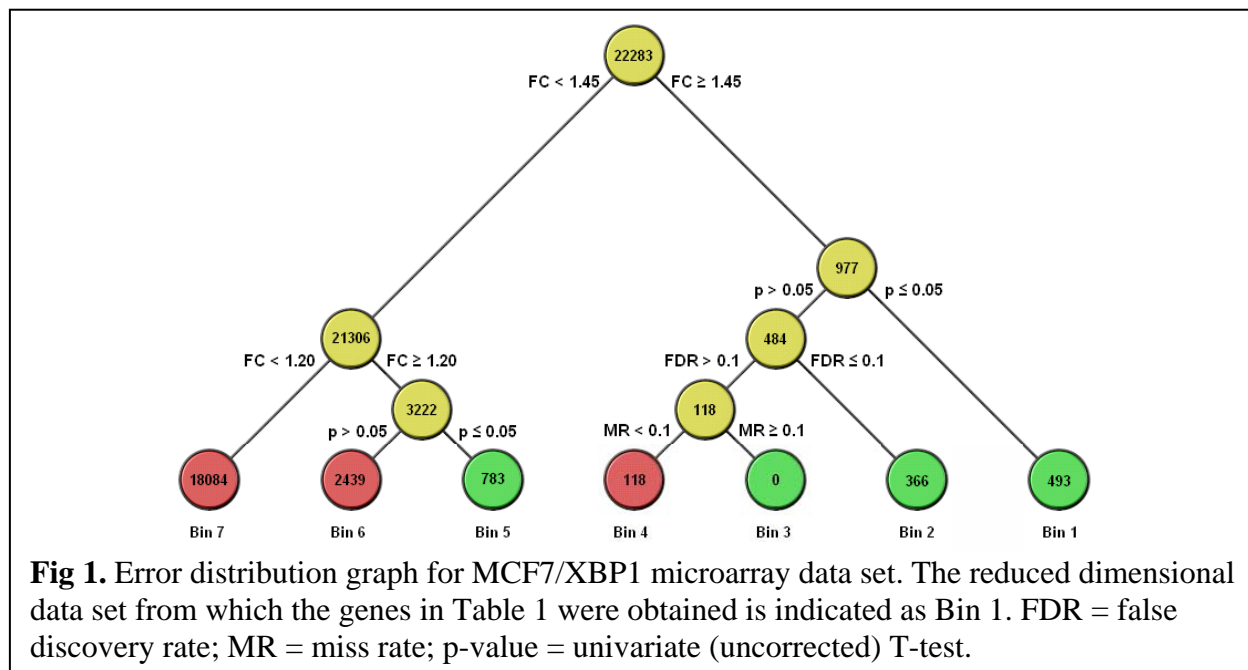 22283
FC < 1.45
FC ≥ 1.45
977
p > 0.05
p ≤ 0.05
21306
484
FC < 1.20
FC ≥ 1.20
FDR > 0.1
FDR ≤ 0.1
3222
118
p > 0.05
p ≤ 0.05
MR < 0.1
MR ≥ 0.1
18084
2439
783
118
0
366
493
Bin 7
Bin 6
Bin 5
Bin 4
Bin 3
Bin 2
Bin 1
Fig 1. Error distribution graph for MCF7/XBP1 microarray data set. The reduced dimensional
data set from which the genes in Table 1 were obtained is indicated as Bin 1. FDR = false
discovery rate; MR = miss rate; p-value = univariate (uncorrected) T-test.